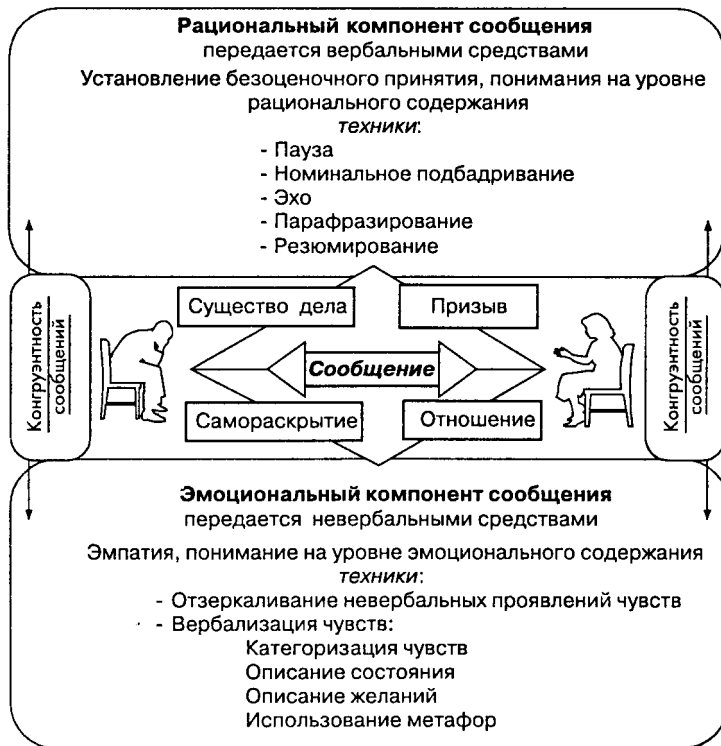 Рациональный компонент сообщения
передается вербальными средствами
Установление безоценочного принятия, понимания на уровне
рационального содержания
техники:
- Пауза
- Номинальное подбадривание
- Эхо
- Парафразирование
- Резюмирование
Конгруэнтность
сообщений
Существо дела
Призыв
Сообщение
Самораскрытие
Отношение
Конгруэнтность
сообщений
Эмоциональный компонент сообщения
передается невербальными средствами
Эмпатия, понимание на уровне эмоционального содержания
техники:
- Отзеркаливание невербальных проявлений чувств
- Вербализация чувств:
Категоризация чувств
Описание состояния
Описание желаний
Использование метафор